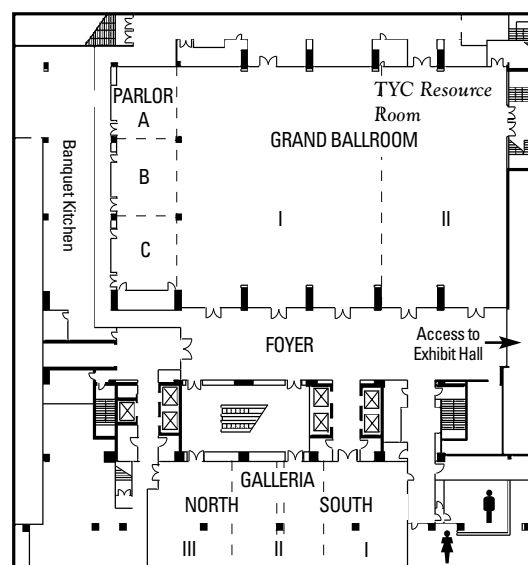 PARLOR
A
TYC Resource
Room
GRAND BALLROOM
Banquet Kitchen
B
I
II
C
FOYER
Access to
Exhibit Hall
GALLERIA
NORTH
SOUTH
III
II
I